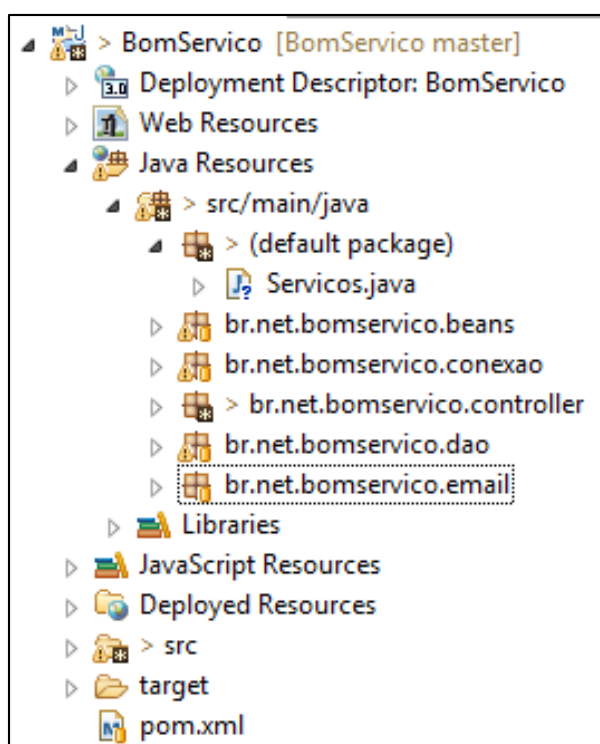 > BomServico [BomServico master]
3.0 Deployment Descriptor: BomServico
Web Resources
Java Resources
> src/main/java
> (default package)
J? Servicos.java
br.net.bomservico.beans
br.net.bomservico.conexao
> br.net.bomservico.controller
br.net.bomservico.dao
br.net.bomservico.email
Libraries
JavaScript Resources
Deployed Resources
> src
target
M pom.xml